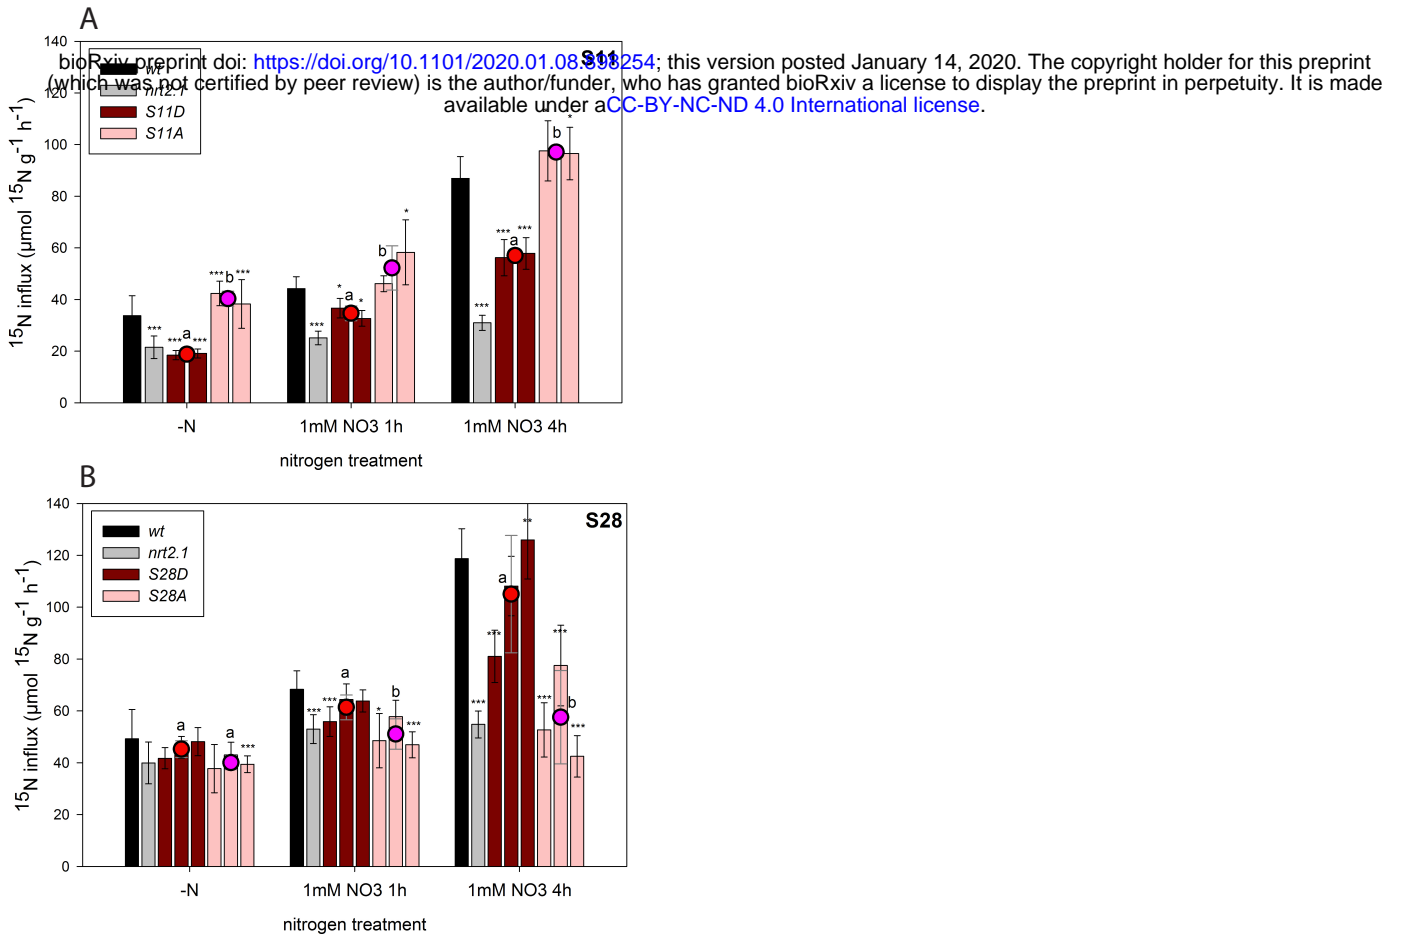 A
bioRxiv preprint doi: https://doi.org/10.1101/2020.01.08.898254; this version posted January 14, 2020. The copyright holder for this preprint
(which was not certified by peer review) is the author/funder, who has granted bioRxiv a license to display the preprint in perpetuity. It is made
available under aCC-BY-NC-ND 4.0 International license.
S11
wt
nrt2.1
S11D
S11A
15N influx (µmol 15N g-1 h-1)
140
120
100
80
60
40
20
0
*** *** a *** *** b ***
*** * a * b *
*** *** a *** b *
-N 1mM NO3 1h 1mM NO3 4h
nitrogen treatment
B
S28
wt
nrt2.1
S28D
S28A
15N influx (µmol 15N g-1 h-1)
140
120
100
80
60
40
20
0
a a ***
*** *** a * b ***
*** *** a ** *** *** b ***
-N 1mM NO3 1h 1mM NO3 4h
nitrogen treatment